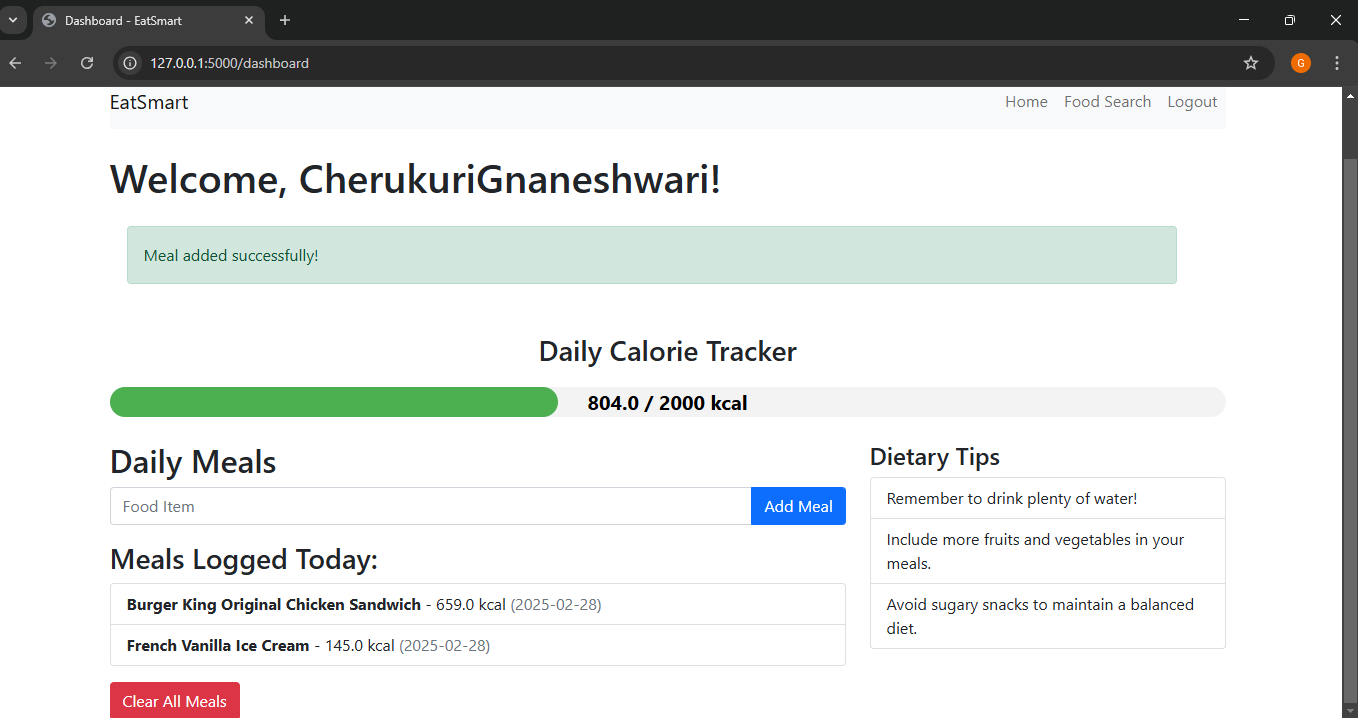 Dashboard - EatSmart
127.0.0.1:5000/dashboard
G
EatSmart
Home Food Search Logout
Welcome, CherukuriGnaneshwari!
Meal added successfully!
Daily Calorie Tracker
804.0 / 2000 kcal
Daily Meals
Food Item
Add Meal
Meals Logged Today:
Burger King Original Chicken Sandwich - 659.0 kcal (2025-02-28)
French Vanilla Ice Cream - 145.0 kcal (2025-02-28)
Clear All Meals
Dietary Tips
Remember to drink plenty of water!
Include more fruits and vegetables in your
meals.
Avoid sugary snacks to maintain a balanced
diet.